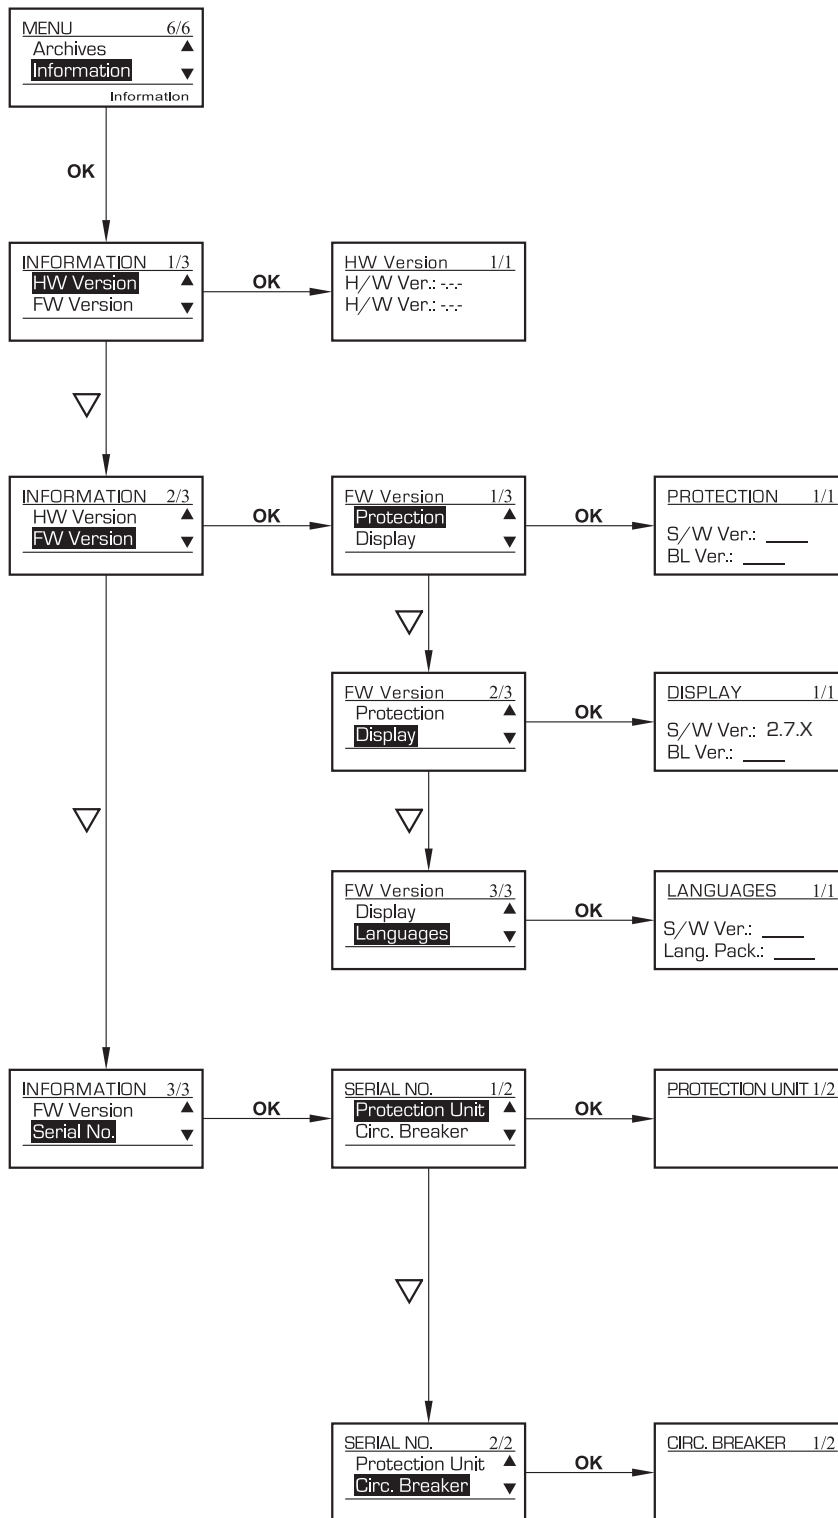 MENU 6/6
Archives ▲
Information ▼
Information
OK
INFORMATION 1/3
HW Version ▲
FW Version ▼
OK
HW Version 1/1
H/W Ver.: -.-.-
H/W Ver.: -.-.-
INFORMATION 2/3
HW Version ▲
FW Version ▼
OK
FW Version 1/3
Protection ▲
Display ▼
OK
PROTECTION 1/1
S/W Ver.: ____
BL Ver.: ____
FW Version 2/3
Protection ▲
Display ▼
OK
DISPLAY 1/1
S/W Ver.: 2.7.X
BL Ver.: ____
FW Version 3/3
Display ▲
Languages ▼
OK
LANGUAGES 1/1
S/W Ver.: ____
Lang. Pack.: ____
INFORMATION 3/3
FW Version ▲
Serial No. ▼
OK
SERIAL NO. 1/2
Protection Unit ▲
Circ. Breaker ▼
OK
PROTECTION UNIT 1/2
SERIAL NO. 2/2
Protection Unit ▲
Circ. Breaker ▼
OK
CIRC. BREAKER 1/2